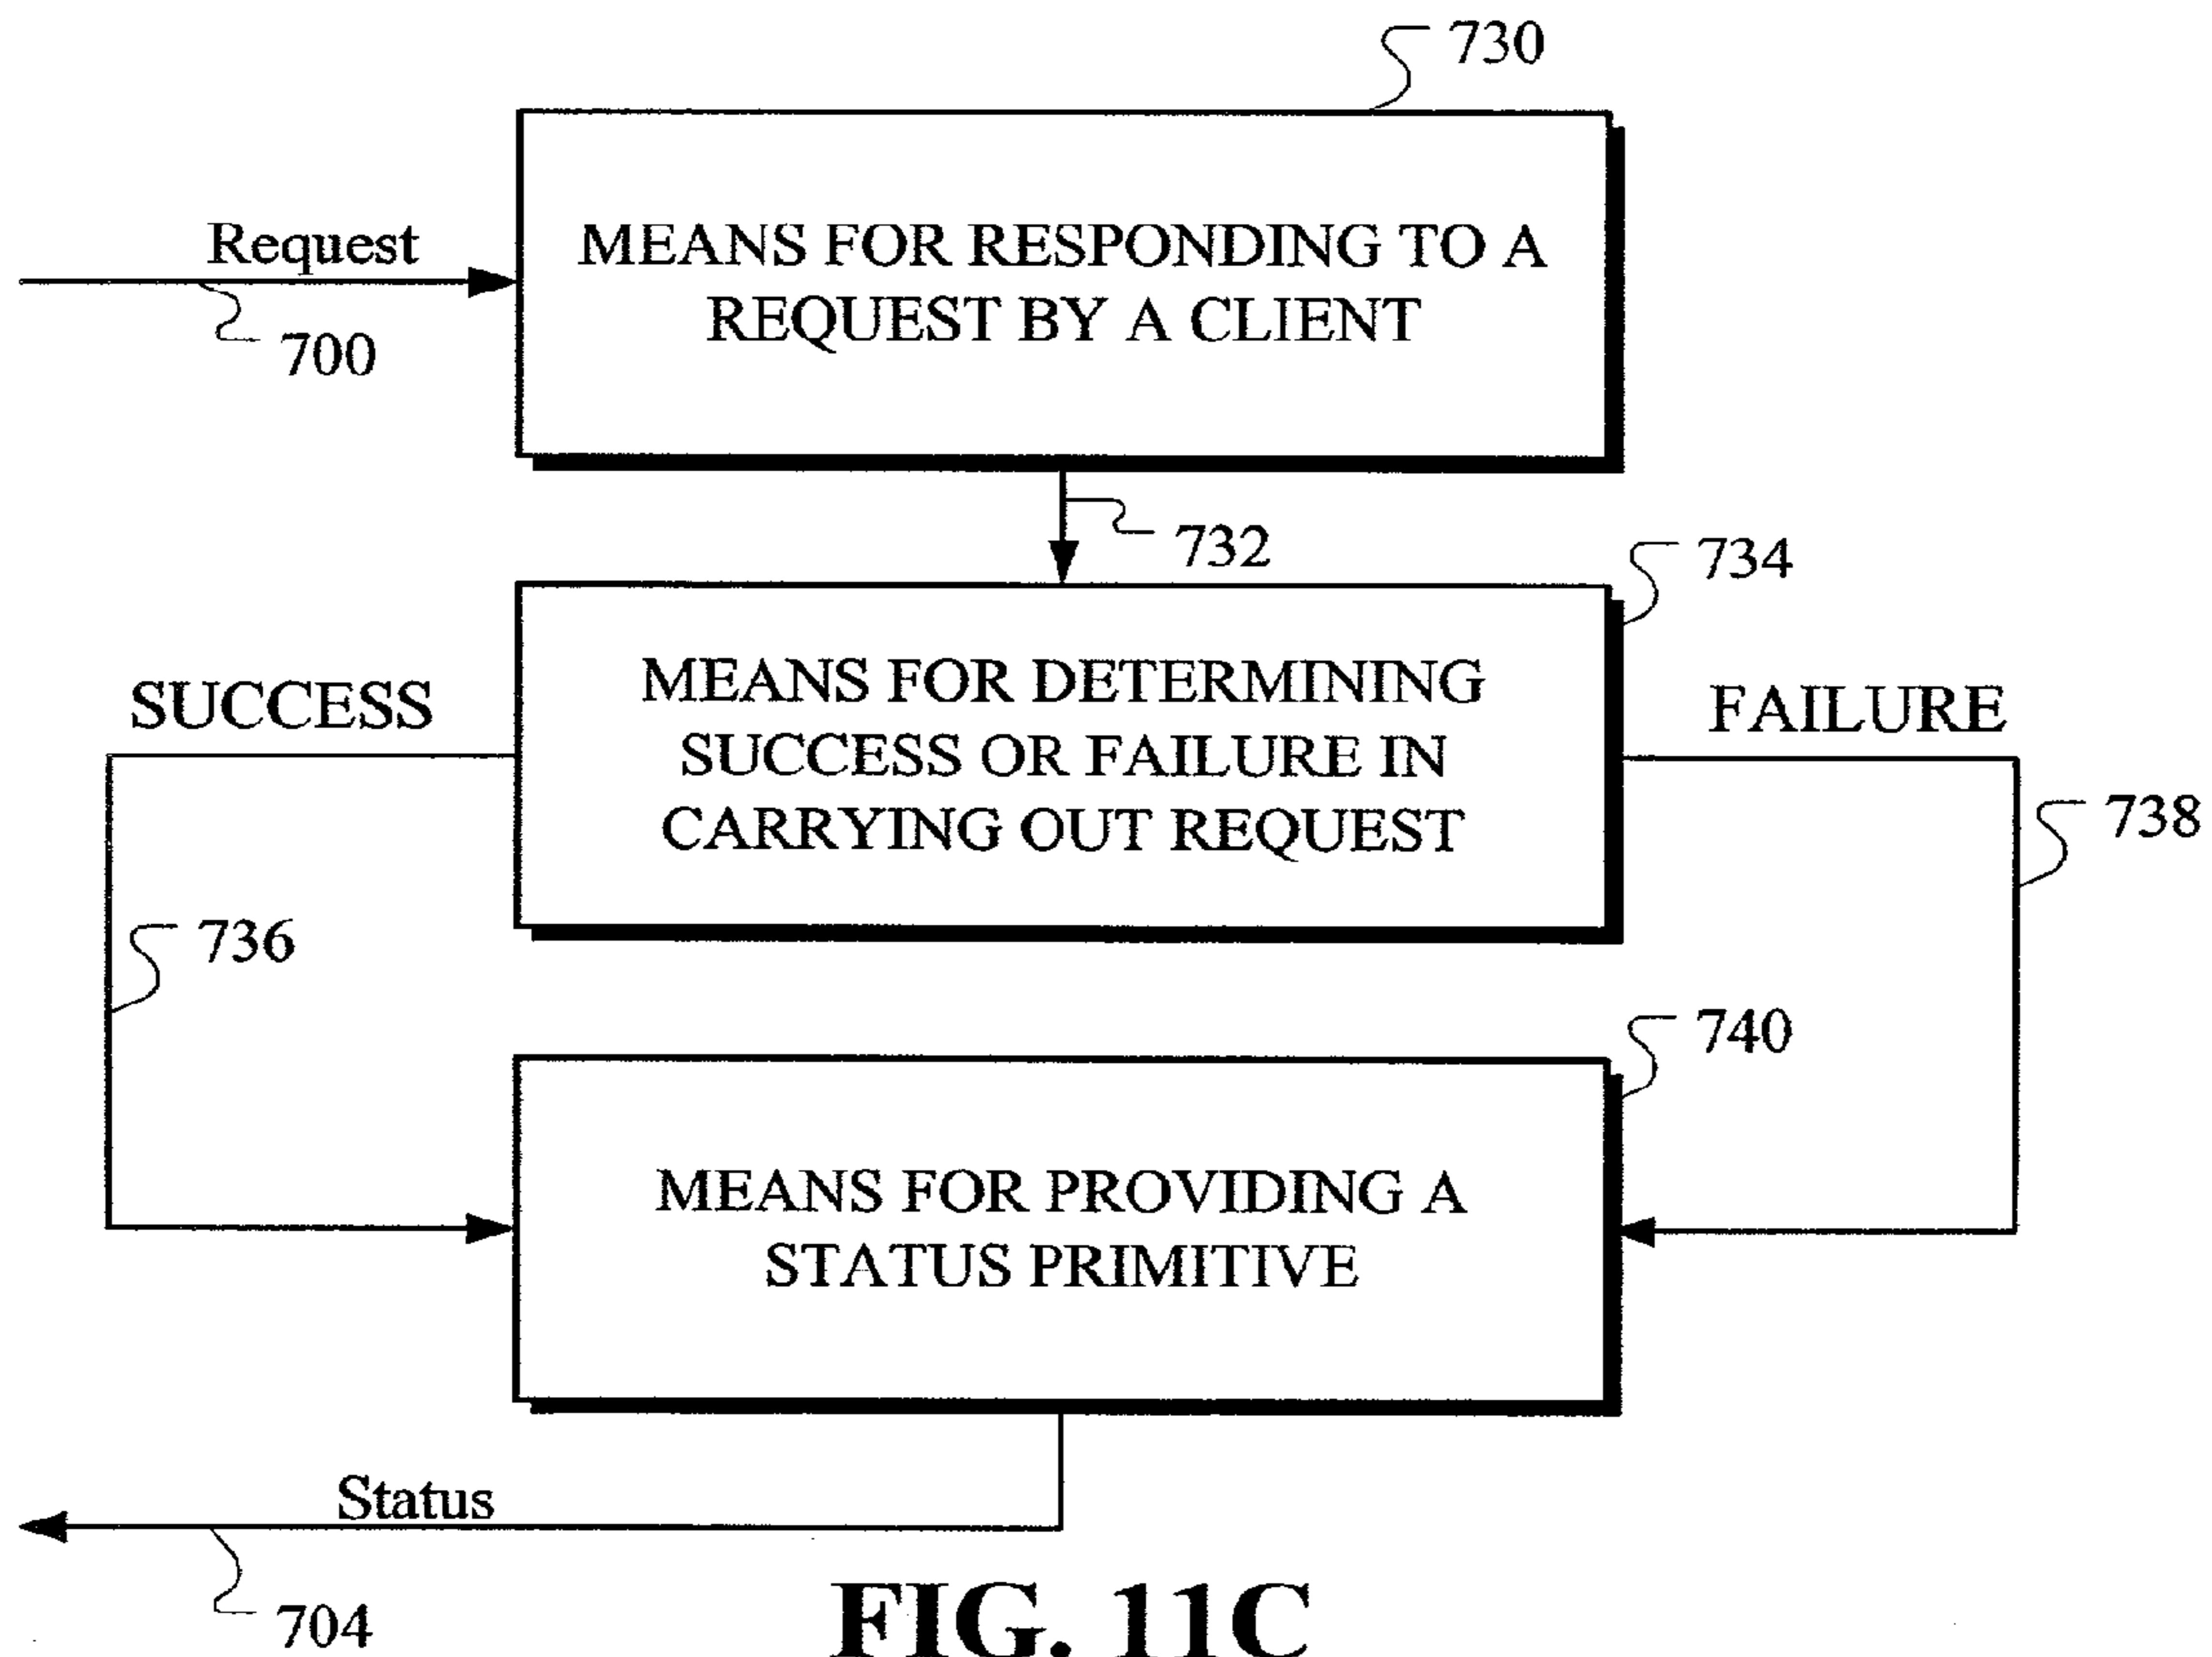 730
Request
700
MEANS FOR RESPONDING TO A
REQUEST BY A CLIENT
732
734
SUCCESS
MEANS FOR DETERMINING
SUCCESS OR FAILURE IN
CARRYING OUT REQUEST
FAILURE
738
736
740
MEANS FOR PROVIDING A
STATUS PRIMITIVE
Status
704
FIG. 11C